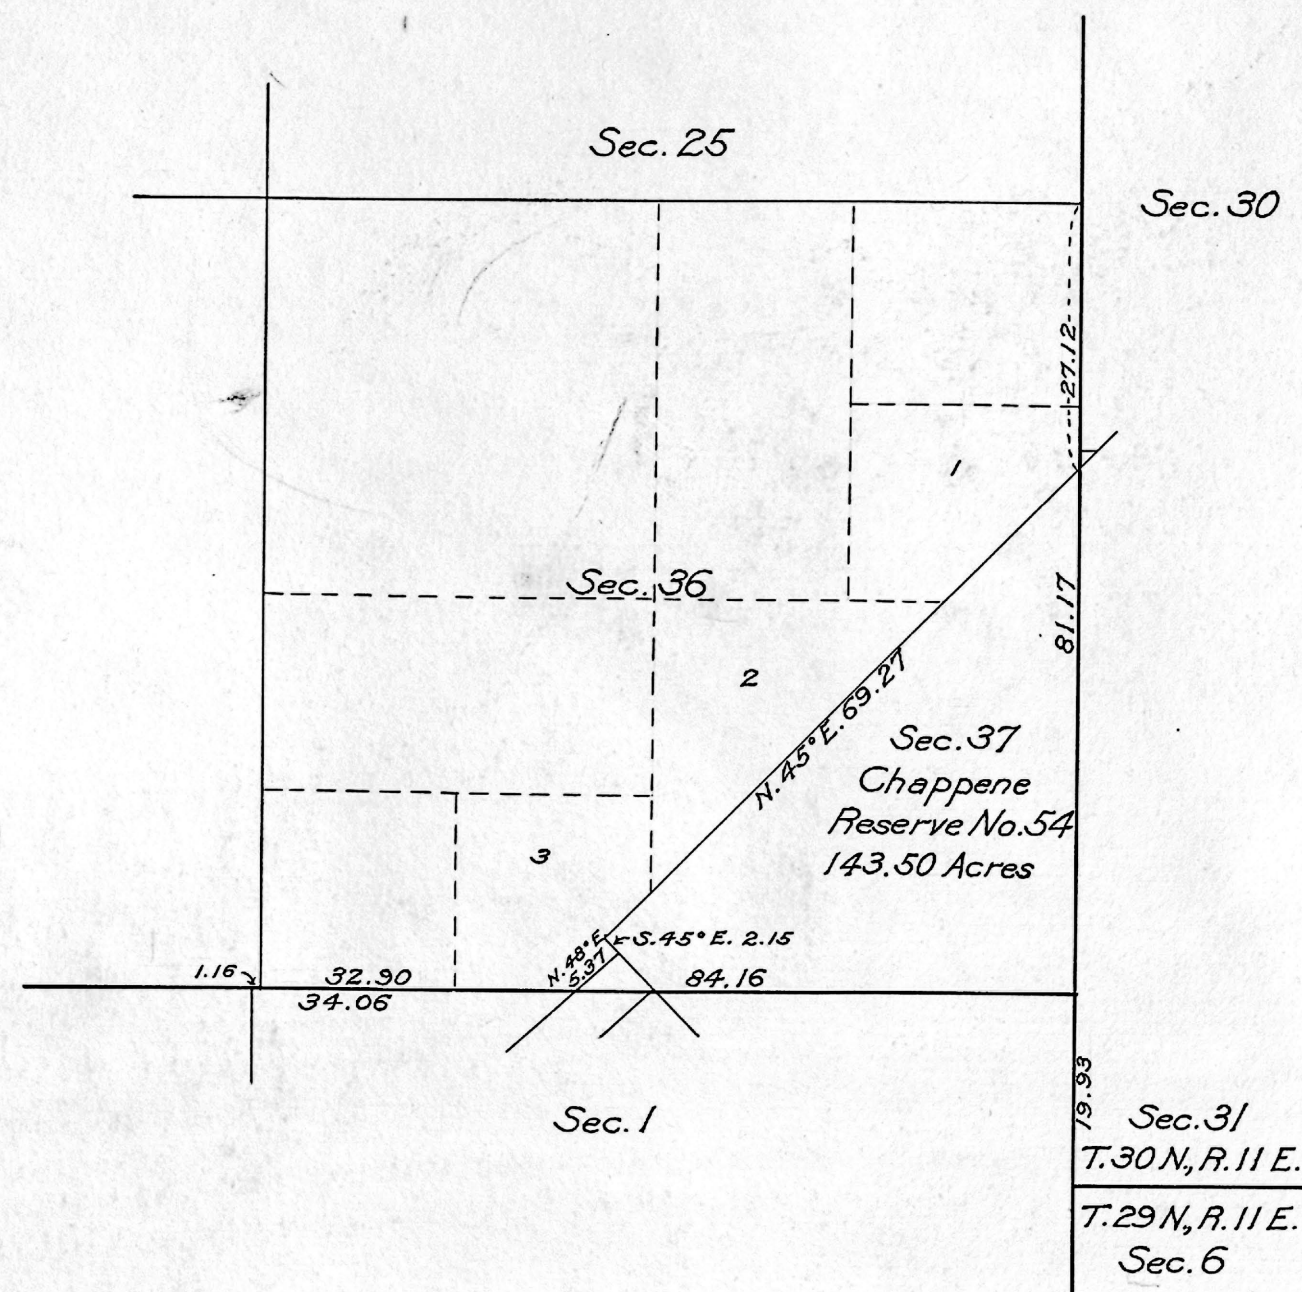 Sec. 25
Sec. 30
27.12
1
Sec. 36
81.17
2
N. 45° E. 69.27
Sec. 37
Chappene
Reserve No. 54
143.50 Acres
3
S. 45° E. 2.15
N. 48° E.
5.37
1.16
32.90
84.16
34.06
19.93
Sec. 1
Sec. 31
T. 30 N., R. 11 E.
T. 29 N., R. 11 E.
Sec. 6